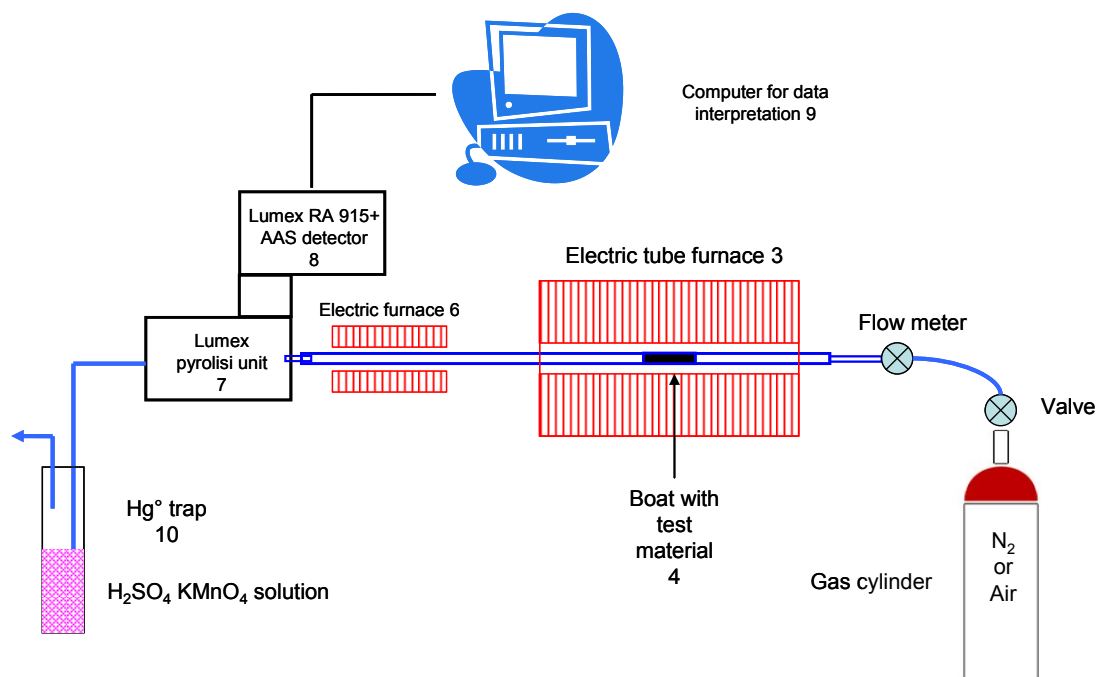 Computer for data
interpretation 9
Lumex RA 915+
AAS detector
8
Electric tube furnace 3
Electric furnace 6
Flow meter
Lumex
pyrolisi unit
7
Valve
Boat with
test
material
4
Hg° trap
10
H₂SO₄ KMnO₄ solution
Gas cylinder
N₂
or
Air